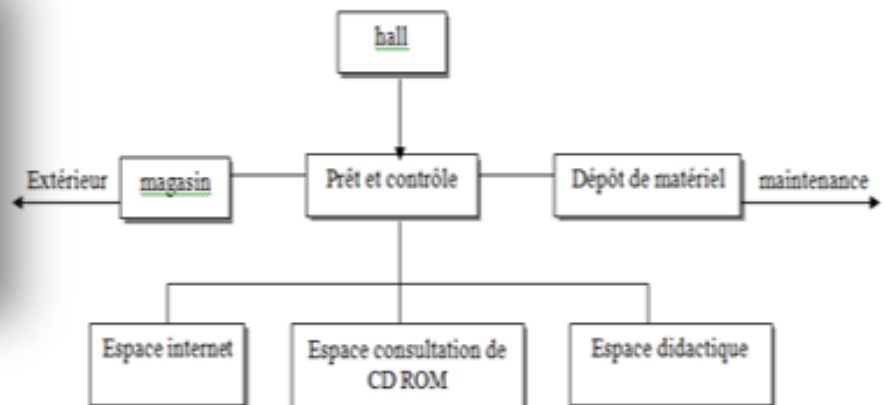 hall
Extérieur
magasin
Prêt et contrôle
Dépôt de matériel
maintenance
Espace internet
Espace consultation de
CD ROM
Espace didactique